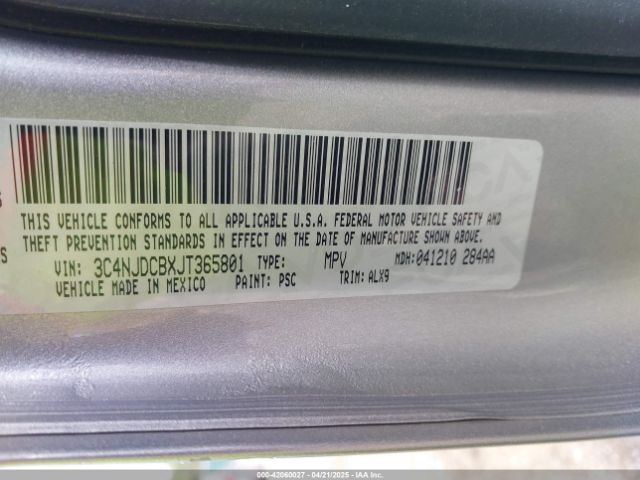 S
THIS VEHICLE CONFORMS TO ALL APPLICABLE U.S.A. FEDERAL MOTOR VEHICLE SAFETY AND
THEFT PREVENTION STANDARDS IN EFFECT ON THE DATE OF MANUFACTURE SHOWN ABOVE.
S
VIN: 3C4NJDCBXJT365801 TYPE: MPV MDH:041210 284AA
VEHICLE MADE IN MEXICO PAINT: PSC TRIM: ALX9
000-42060027 - 04/21/2025 - IAAI.COM